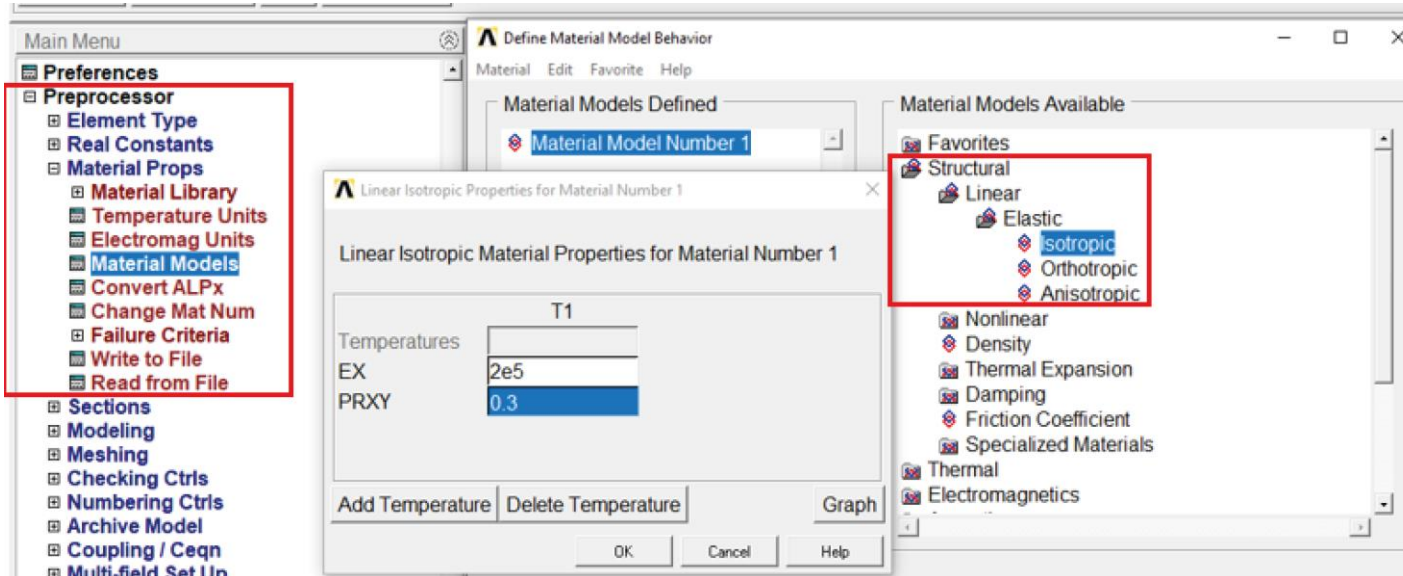 Main Menu
Preferences
Preprocessor
Element Type
Real Constants
Material Props
Material Library
Temperature Units
Electromag Units
Material Models
Convert ALPx
Change Mat Num
Failure Criteria
Write to File
Read from File
Sections
Modeling
Meshing
Checking Ctrls
Numbering Ctrls
Archive Model
Coupling / Ceqn
Multi-field Set Up
Define Material Model Behavior
Material Edit Favorite Help
Material Models Defined
Material Model Number 1
Material Models Available
Favorites
Structural
Linear
Elastic
Isotropic
Orthotropic
Anisotropic
Nonlinear
Density
Thermal Expansion
Damping
Friction Coefficient
Specialized Materials
Thermal
Electromagnetics
Linear Isotropic Properties for Material Number 1
Linear Isotropic Material Properties for Material Number 1
T1
Temperatures
EX 2e5
PRXY 0.3
Add Temperature Delete Temperature Graph
OK Cancel Help